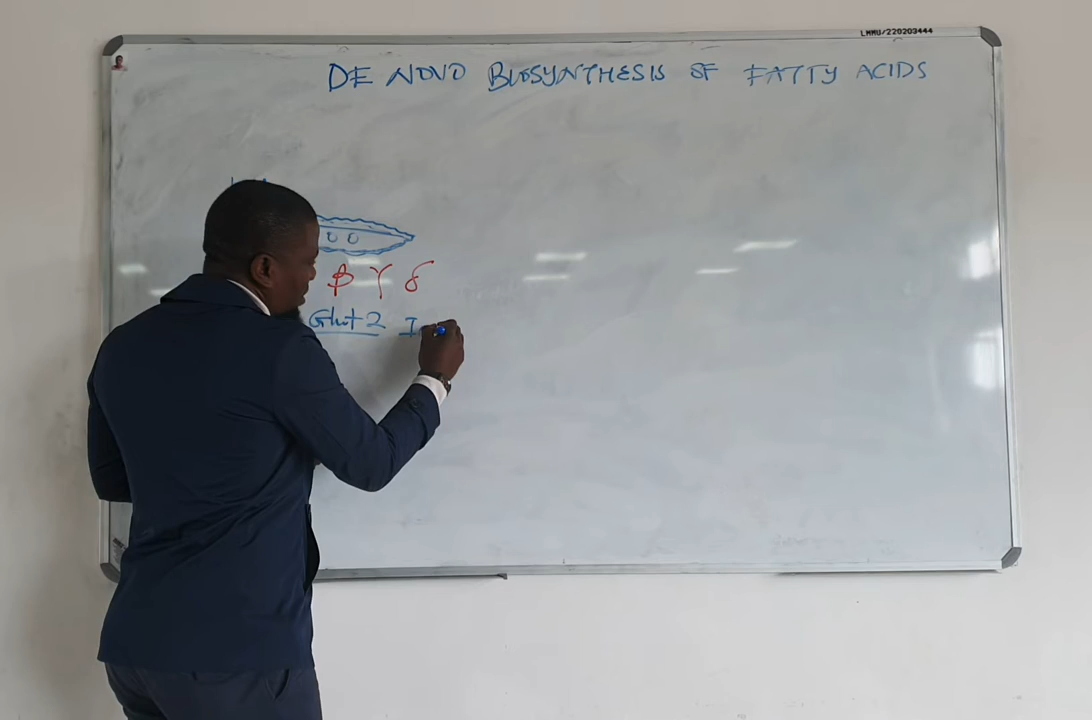 LMMU/220203444
DE NOVO BIOSYNTHESIS OF FATTY ACIDS
β γ δ
Glut 2 I